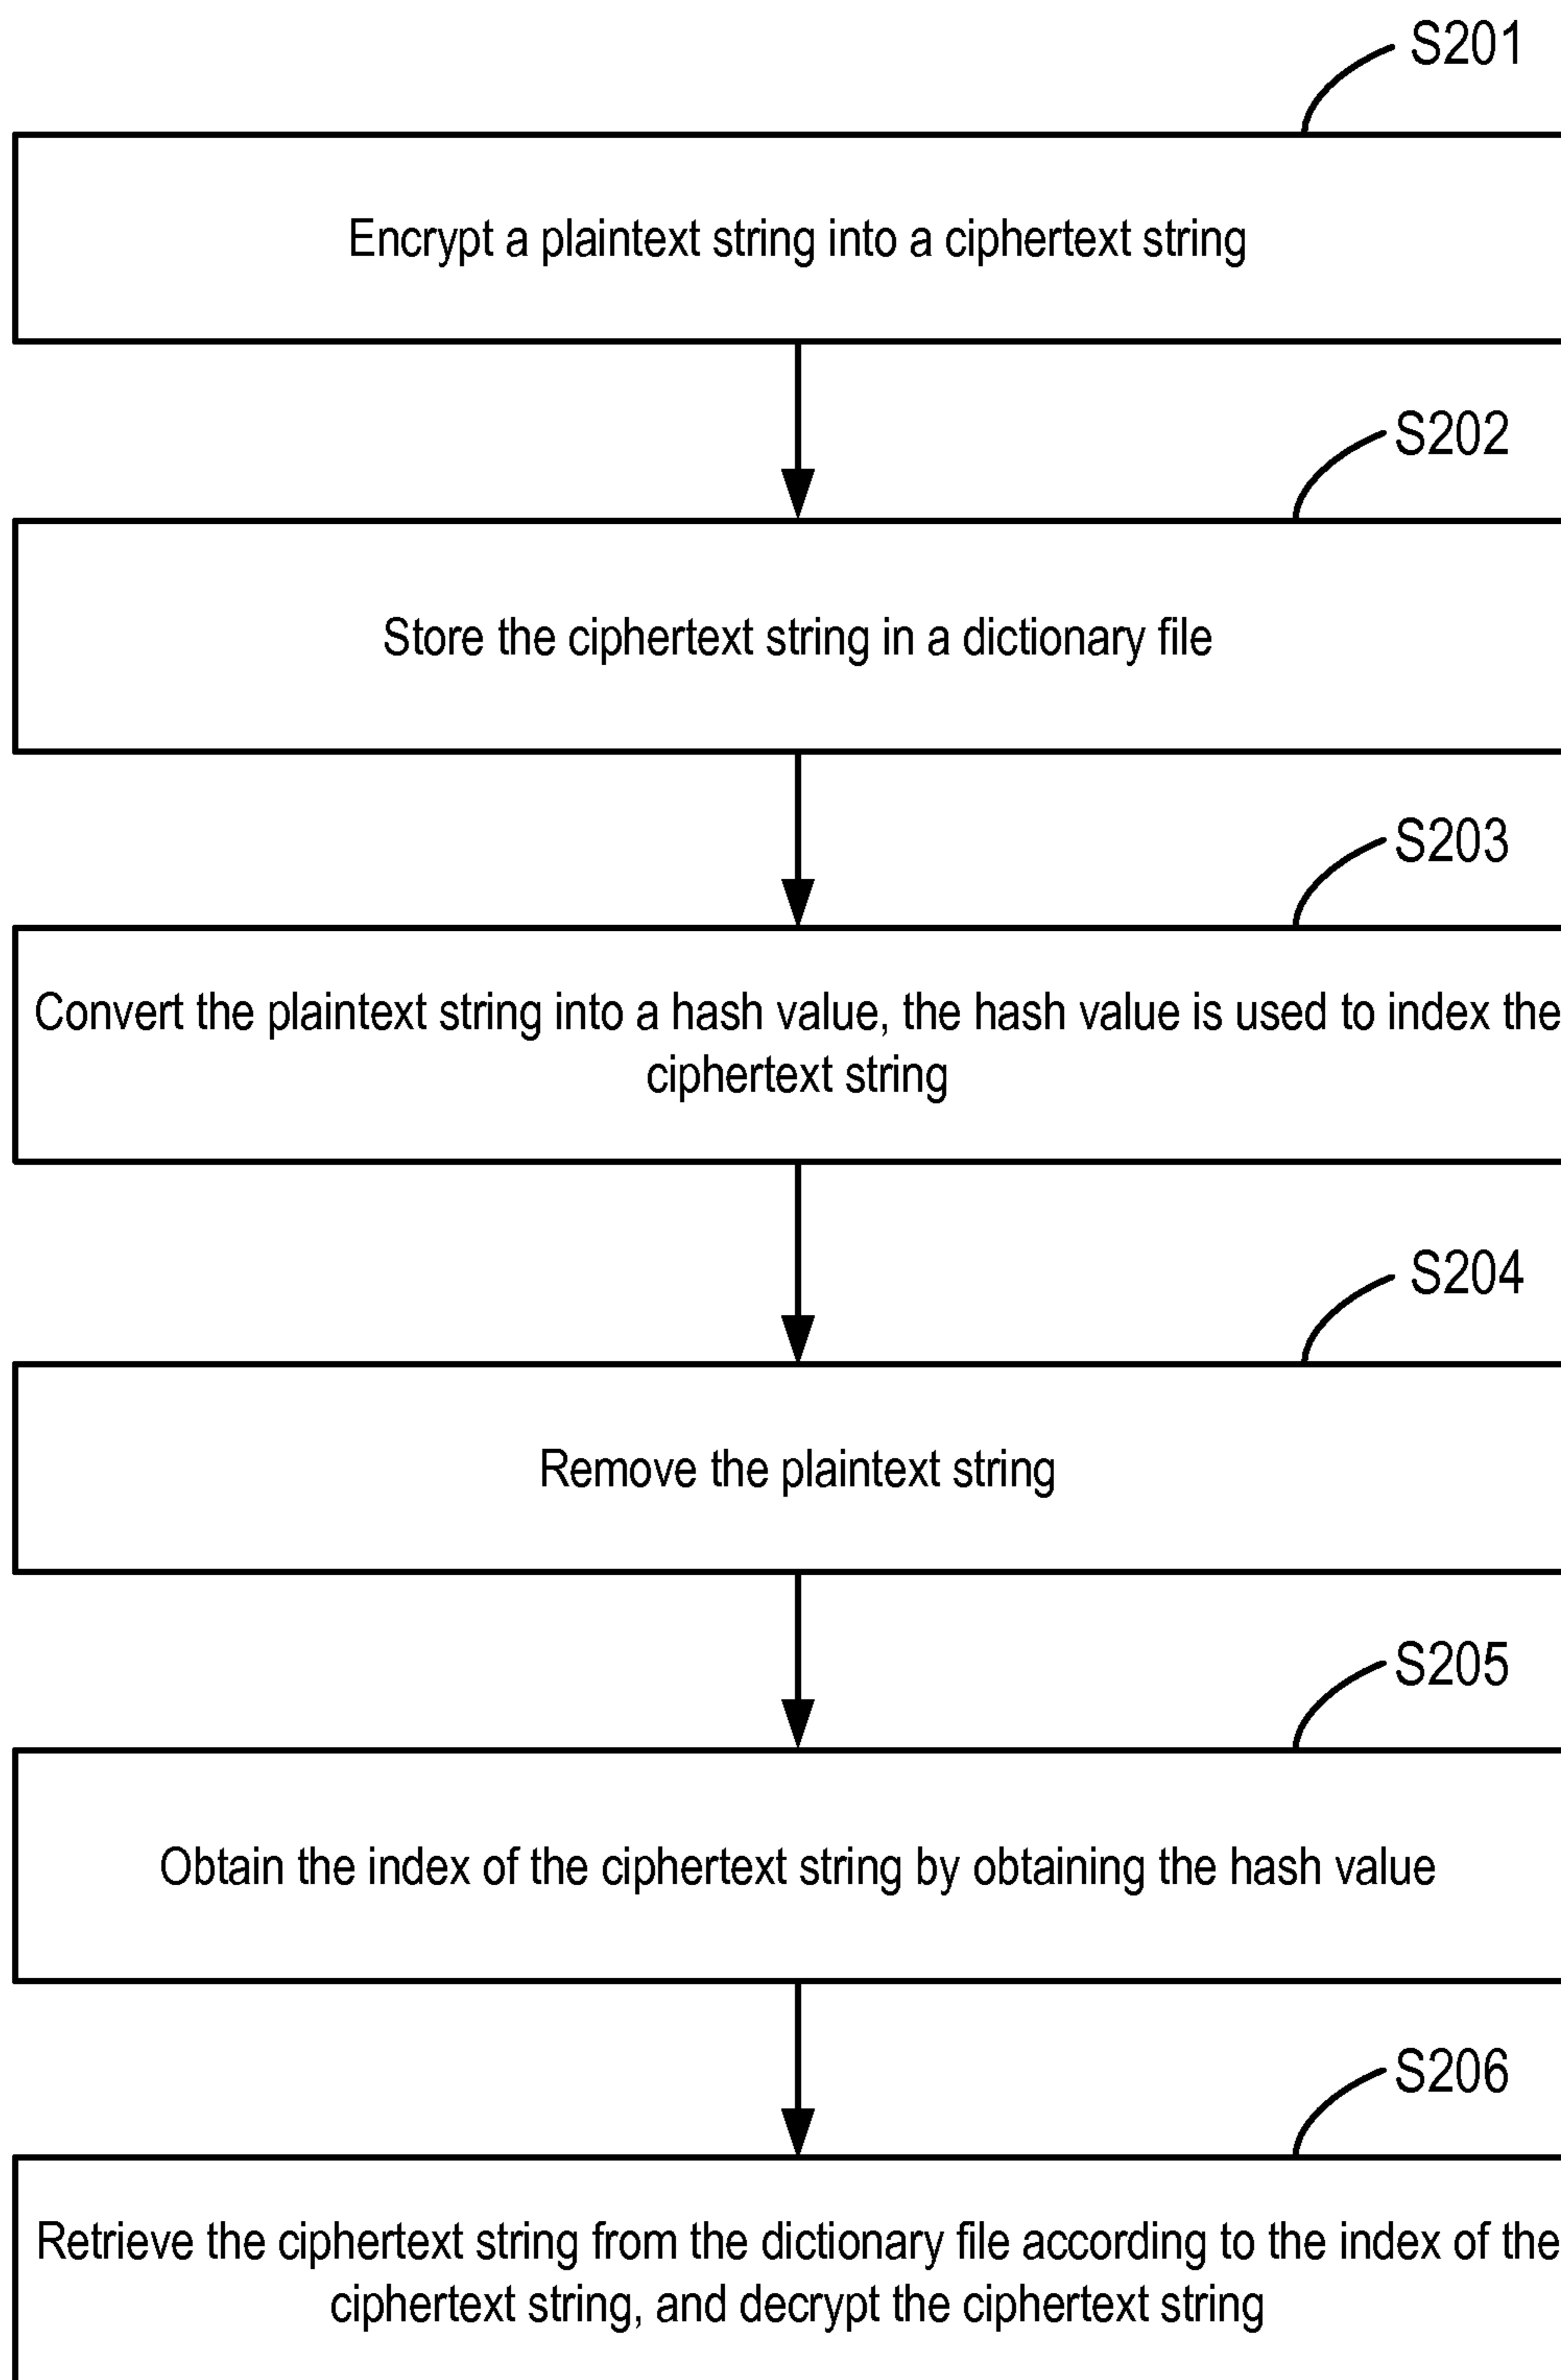 S201
Encrypt a plaintext string into a ciphertext string
S202
Store the ciphertext string in a dictionary file
S203
Convert the plaintext string into a hash value, the hash value is used to index the
ciphertext string
S204
Remove the plaintext string
S205
Obtain the index of the ciphertext string by obtaining the hash value
S206
Retrieve the ciphertext string from the dictionary file according to the index of the
ciphertext string, and decrypt the ciphertext string